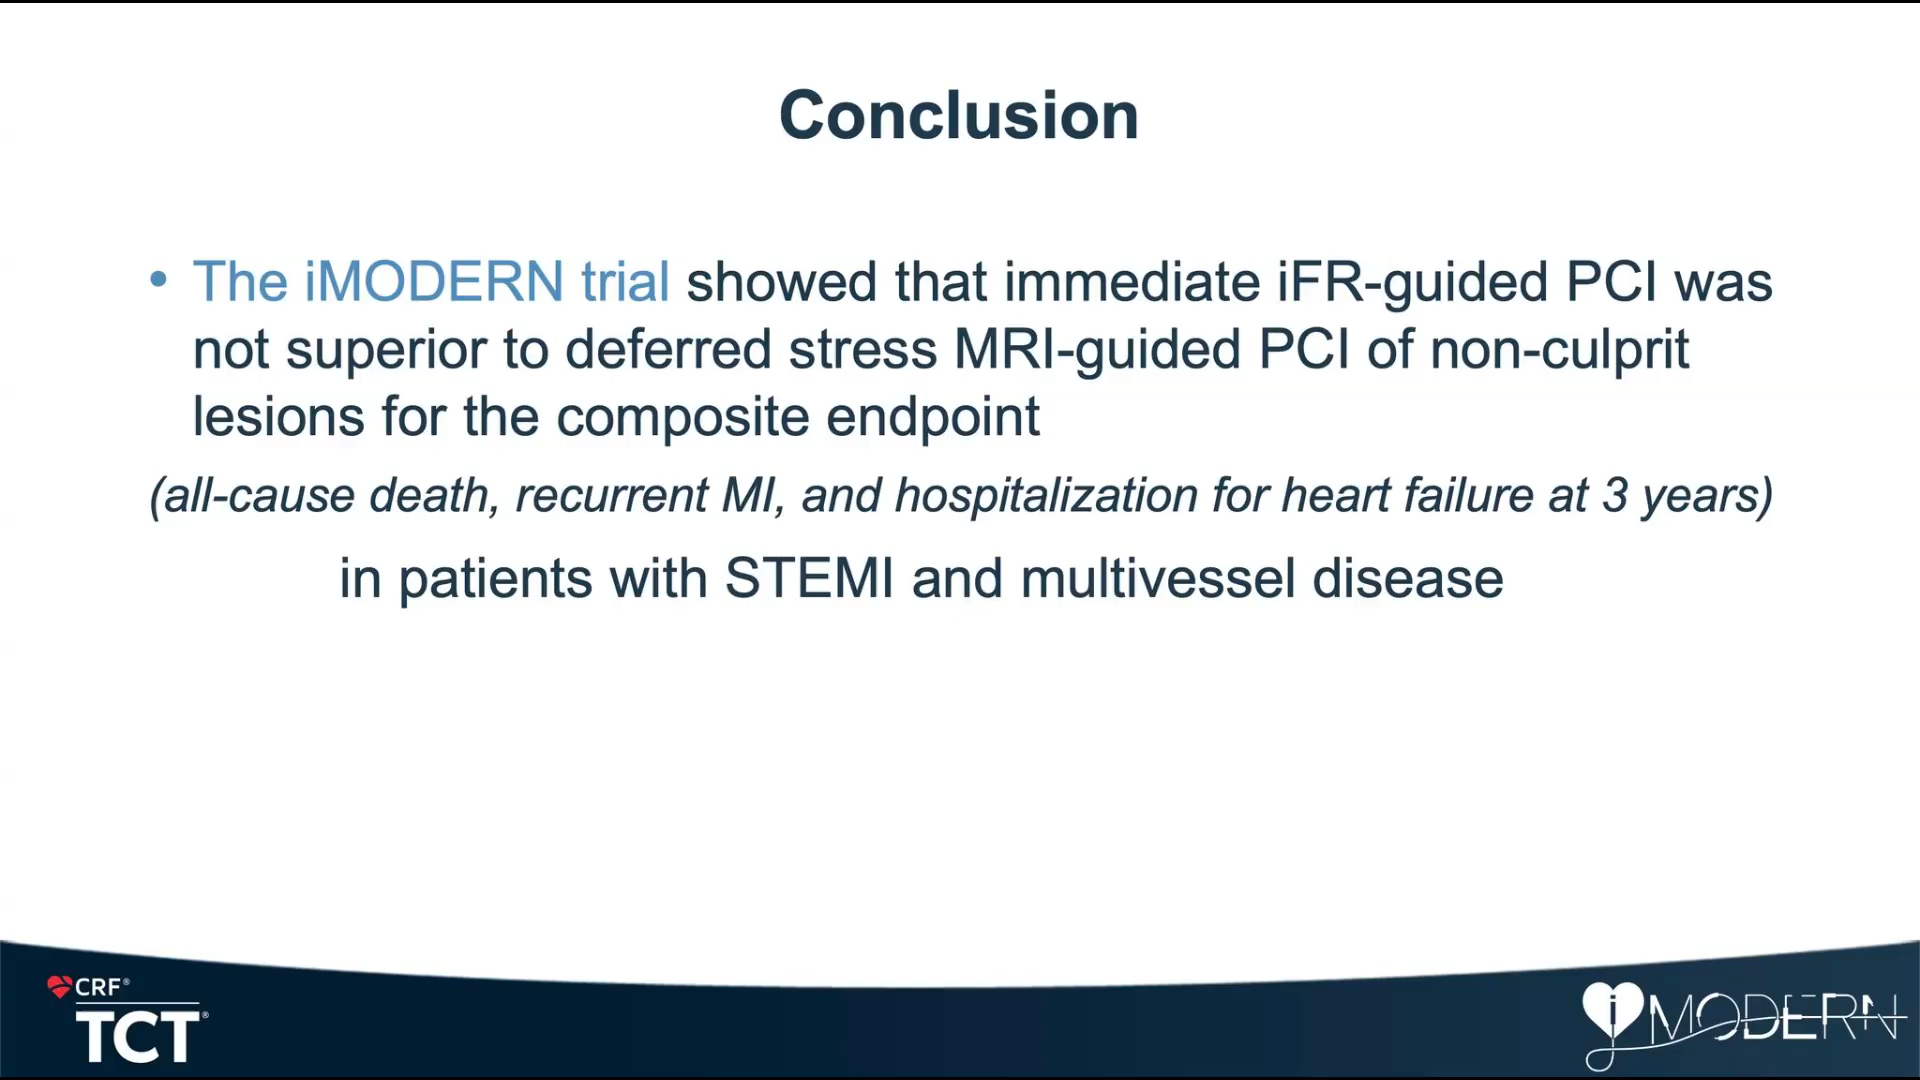 Conclusion
• The iMODERN trial showed that immediate iFR-guided PCI was
not superior to deferred stress MRI-guided PCI of non-culprit
lesions for the composite endpoint
(all-cause death, recurrent MI, and hospitalization for heart failure at 3 years)
in patients with STEMI and multivessel disease
CRF®
TCT®
i MODERN